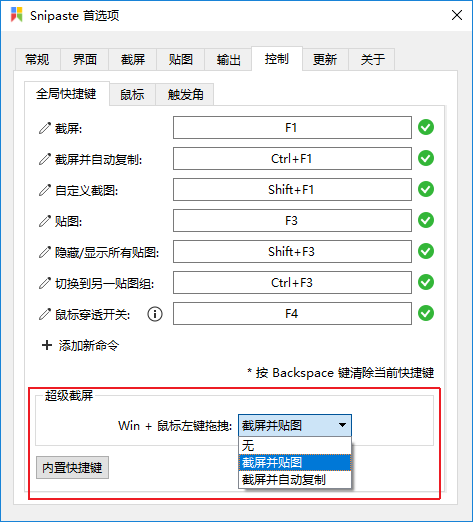 Snipaste 首选项
常规 界面 截屏 贴图 输出 控制 更新 关于
全局快捷键 鼠标 触发角
截屏: F1
截屏并自动复制: Ctrl+F1
自定义截图: Shift+F1
贴图: F3
隐藏/显示所有贴图: Shift+F3
切换到另一贴图组: Ctrl+F3
鼠标穿透开关: F4
+ 添加新命令
* 按 Backspace 键清除当前快捷键
超级截屏
Win + 鼠标左键拖拽: 截屏并贴图
无
截屏并贴图
内置快捷键
截屏并自动复制